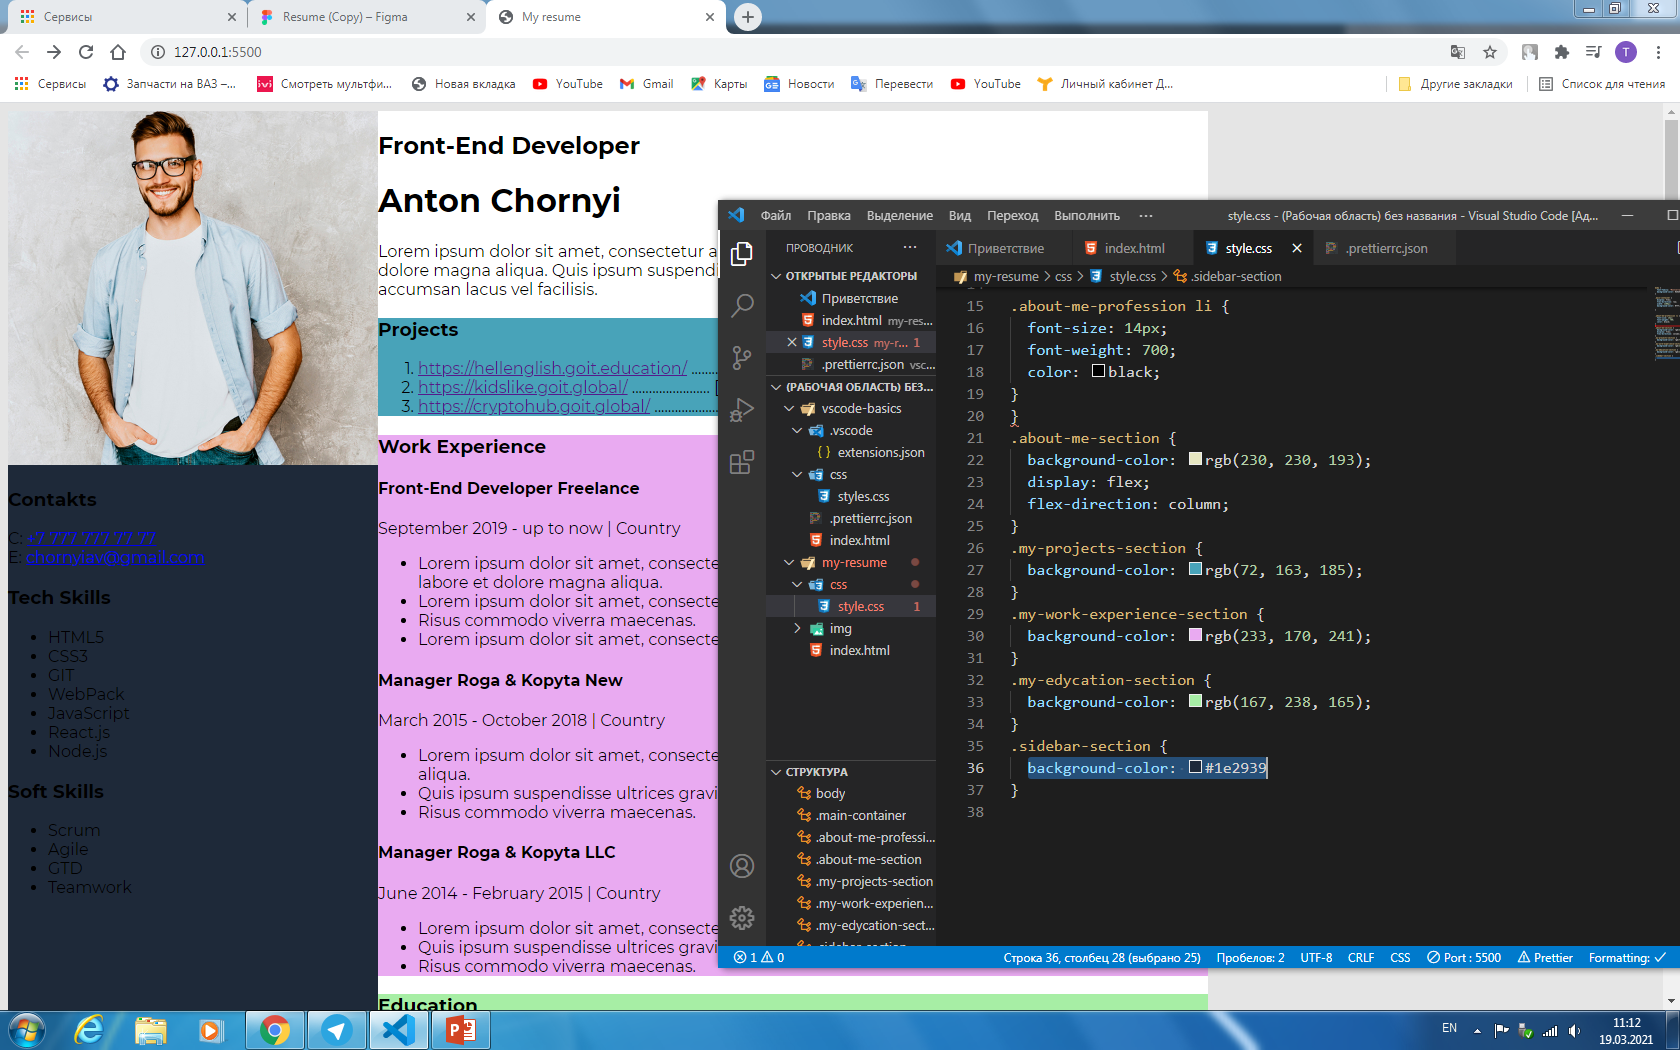 Сервисы
Resume (Copy) – Figma
My resume
127.0.0.1:5500
T
Сервисы
Запчасти на ВАЗ –...
ivi
Смотреть мультфи...
Новая вкладка
YouTube
Gmail
Карты
Новости
Перевести
YouTube
Личный кабинет Д...
Другие закладки
Список для чтения
Contakts
C: +7 777 777 77 77
E: chornyiav@gmail.com
Tech Skills
HTML5
CSS3
GIT
WebPack
JavaScript
React.js
Node.js
Soft Skills
Scrum
Agile
GTD
Teamwork
Front-End Developer
Anton Chornyi
Lorem ipsum dolor sit amet, consectetur a
dolore magna aliqua. Quis ipsum suspendi
accumsan lacus vel facilisis.
Projects
1. https://hellenglish.goit.education/ ........
2. https://kidslike.goit.global/ .................... [
3. https://cryptohub.goit.global/ .................
Work Experience
Front-End Developer Freelance
September 2019 - up to now | Country
Lorem ipsum dolor sit amet, consecte
labore et dolore magna aliqua.
Lorem ipsum dolor sit amet, consecte
Risus commodo viverra maecenas.
Lorem ipsum dolor sit amet, consecte
Manager Roga & Kopyta New
March 2015 - October 2018 | Country
Lorem ipsum dolor sit amet, consecte
aliqua.
Quis ipsum suspendisse ultrices gravi
Risus commodo viverra maecenas.
Manager Roga & Kopyta LLC
June 2014 - February 2015 | Country
Lorem ipsum dolor sit amet, consecte
Quis ipsum suspendisse ultrices gravi
Risus commodo viverra maecenas.
Education
Файл Правка Выделение Вид Переход Выполнить ...
style.css - (Рабочая область) без названия - Visual Studio Code [Ад...
ПРОВОДНИК ...
ОТКРЫТЫЕ РЕДАКТОРЫ
Приветствие
index.html my-res...
style.css my-r... 1
.prettierrc.json vsc...
(РАБОЧАЯ ОБЛАСТЬ) БЕЗ...
vscode-basics
.vscode
{ } extensions.json
css
styles.css
.prettierrc.json
index.html
my-resume
css
style.css 1
img
index.html
СТРУКТУРА
body
.main-container
.about-me-professi...
.about-me-section
.my-projects-section
.my-work-experien...
.my-edycation-sect...
Приветствие
index.html
style.css
.prettierrc.json
my-resume > css > style.css > .sidebar-section
15 .about-me-profession li {
16 font-size: 14px;
17 font-weight: 700;
18 color: black;
19 }
20 }
21 .about-me-section {
22 background-color: rgb(230, 230, 193);
23 display: flex;
24 flex-direction: column;
25 }
26 .my-projects-section {
27 background-color: rgb(72, 163, 185);
28 }
29 .my-work-experience-section {
30 background-color: rgb(233, 170, 241);
31 }
32 .my-edycation-section {
33 background-color: rgb(167, 238, 165);
34 }
35 .sidebar-section {
36 background-color: #1e2939
37 }
38
1 0
Строка 36, столбец 28 (выбрано 25)
Пробелов: 2
UTF-8
CRLF
CSS
Port : 5500
Prettier
Formatting:
EN
11:12
19.03.2021